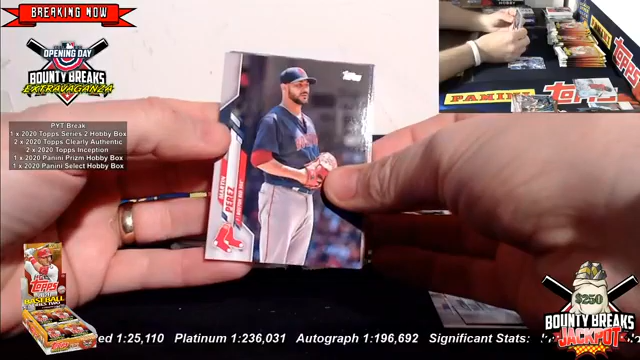 BREAKING NOW
OPENING DAY
BOUNTY BREAKS
EXTRAVAGANZA
PYT Break
1 x 2020 Topps Series 2 Hobby Box
2 x 2020 Topps Clearly Authentic
2 x 2020 Topps Inception
1 x 2020 Panini Prizm Hobby Box
1 x 2020 Panini Select Hobby Box
Topps
MARTIN
PEREZ
HOBBY
PANINI
topps
Topps
Topps
BASEBALL
$250
BOUNTY BREAKS
JACKPOT
ed 1:25,110 Platinum 1:236,031 Autograph 1:196,692 Significant Stats: